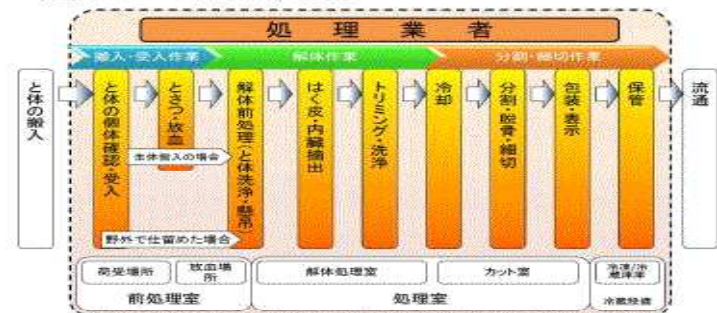 処理業者
搬入・受入作業
解体作業
分割・細切作業
と体の搬入
と体の個体確認・受入
とさつ・放血
解体前処理(と体洗浄・懸吊)
はく皮・内臓摘出
トリミング・洗浄
冷却
分割・脱骨・細切
包装・表示
保管
流通
生体搬入の場合
野外で仕留めた場合
荷受場所
放血場所
解体処理室
カット室
冷凍/冷蔵庫
前処理室
処理室
冷蔵設備